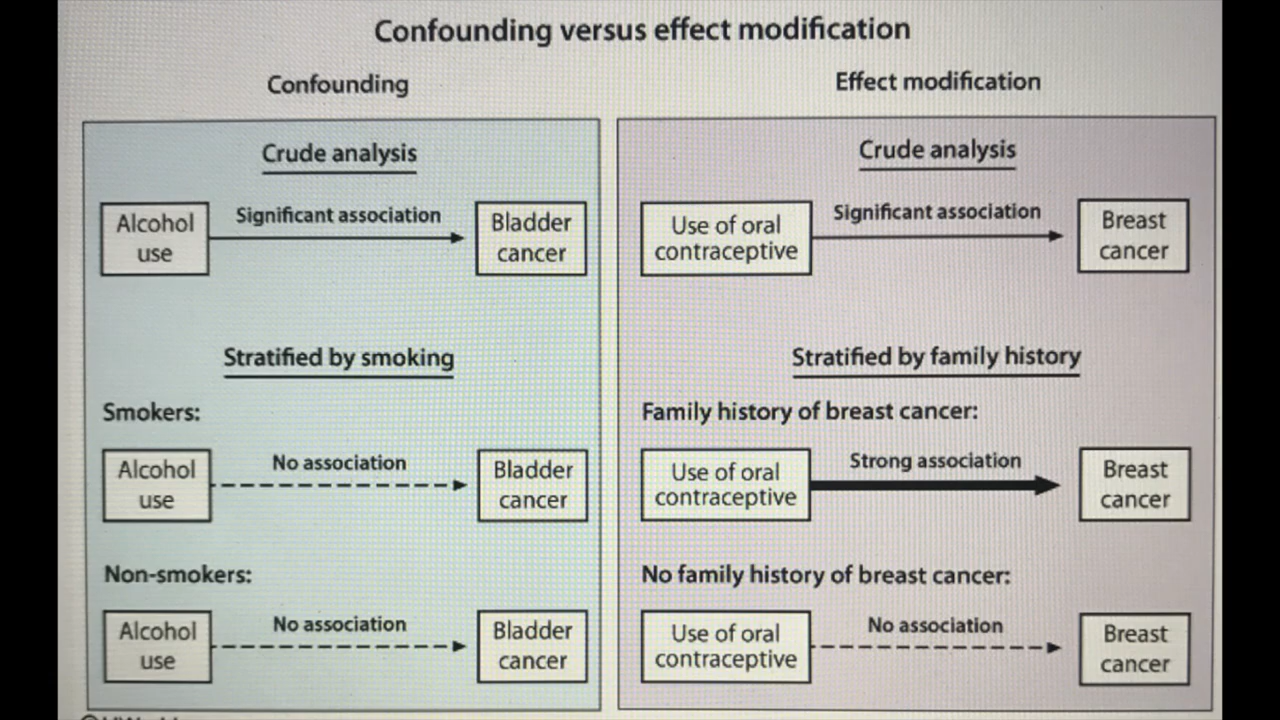 Confounding versus effect modification
Confounding
Crude analysis
Alcohol
use
Significant association
Bladder
cancer
Stratified by smoking
Smokers:
Alcohol
use
No association
Bladder
cancer
Non-smokers:
Alcohol
use
No association
Bladder
cancer
Effect modification
Crude analysis
Use of oral
contraceptive
Significant association
Breast
cancer
Stratified by family history
Family history of breast cancer:
Use of oral
contraceptive
Strong association
Breast
cancer
No family history of breast cancer:
Use of oral
contraceptive
No association
Breast
cancer